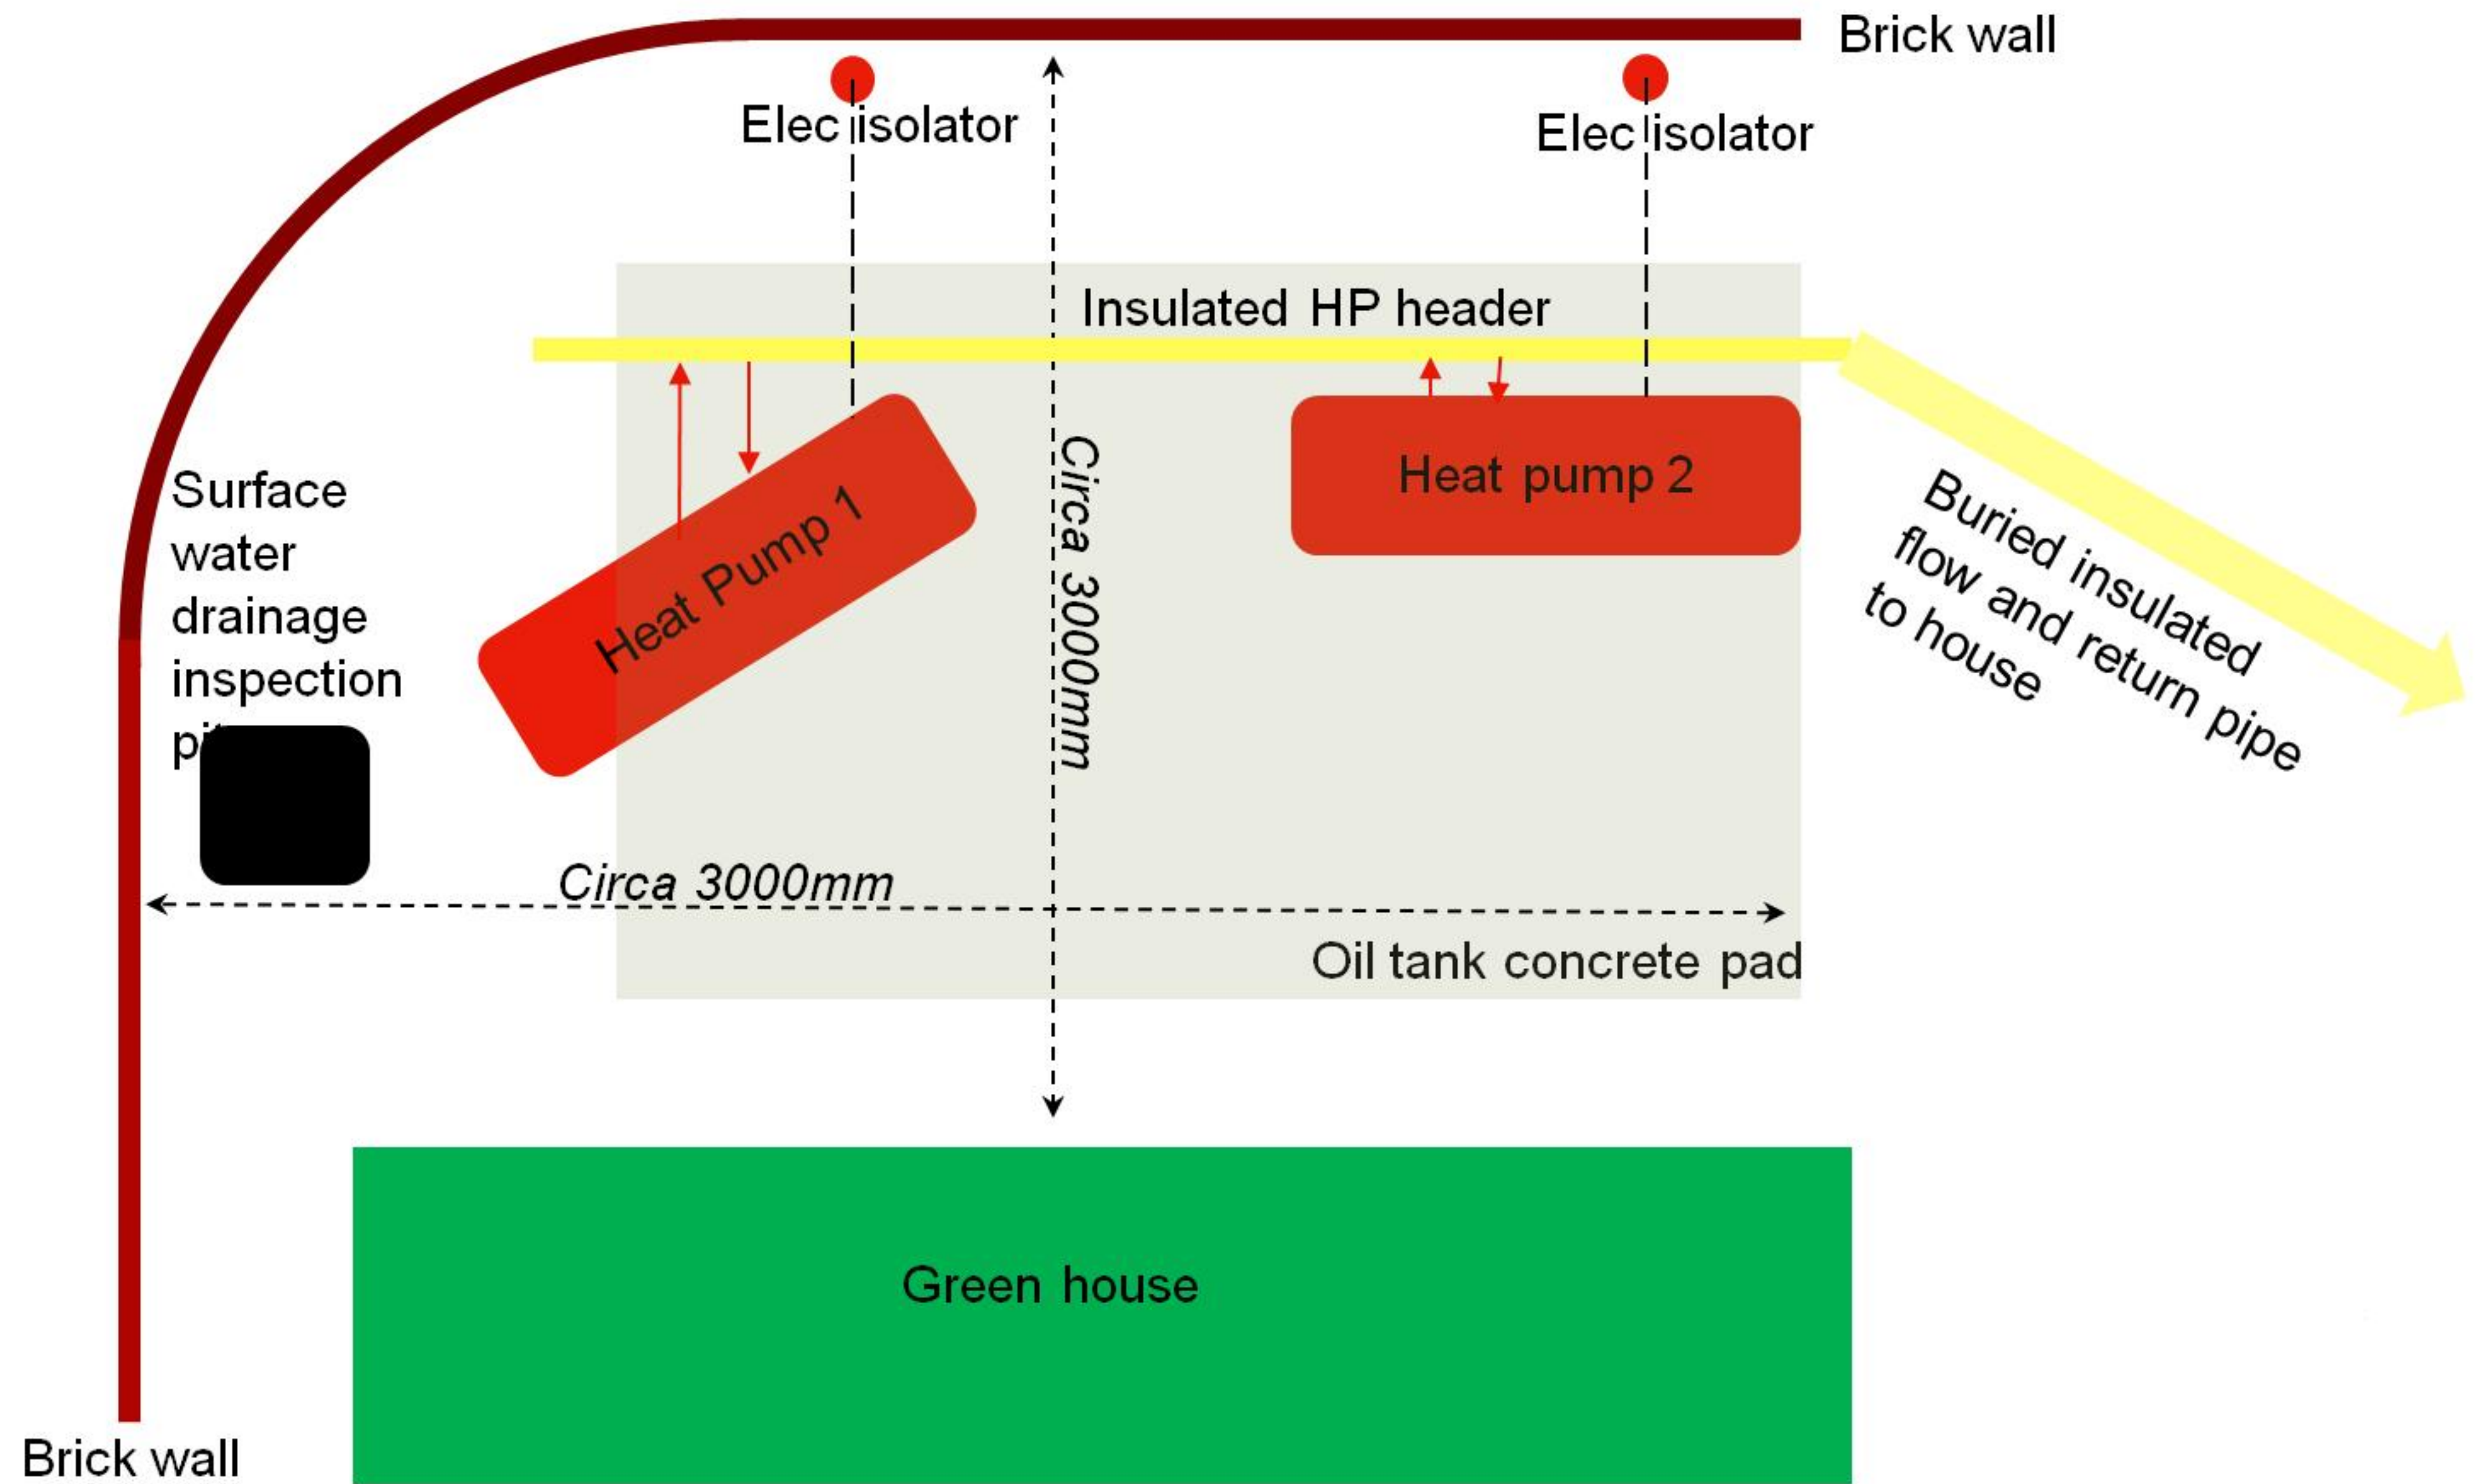 Brick wall
Elec isolator
Elec isolator
Insulated HP header
Surface
water
drainage
inspection
Heat Pump 1
Circa 3000mm
Heat pump 2
Buried insulated
flow and return pipe
to house
Circa 3000mm
Oil tank concrete pad
Green house
Brick wall